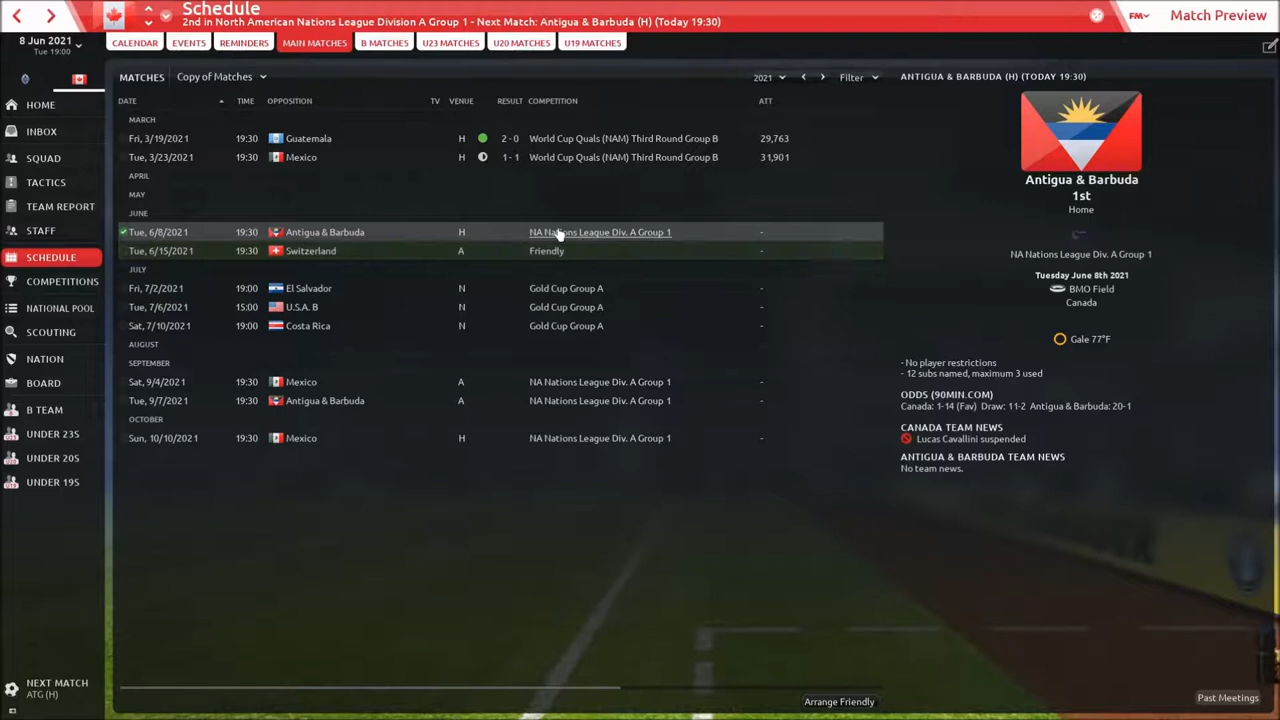 Schedule
2nd in North American Nations League Division A Group 1 - Next Match: Antigua & Barbuda (H) (Today 19:30)
FM
Match Preview
8 Jun 2021
Tue 19:00
CALENDAR EVENTS REMINDERS MAIN MATCHES B MATCHES U23 MATCHES U20 MATCHES U19 MATCHES
HOME
INBOX
SQUAD
TACTICS
TEAM REPORT
STAFF
SCHEDULE
COMPETITIONS
NATIONAL POOL
SCOUTING
NATION
BOARD
B TEAM
UNDER 23S
UNDER 20S
UNDER 19S
NEXT MATCH
ATG (H)
MATCHES Copy of Matches 2021 Filter
DATE TIME OPPOSITION TV VENUE RESULT COMPETITION ATT
MARCH
Fri, 3/19/2021 19:30 Guatemala H 2 - 0 World Cup Quals (NAM) Third Round Group B 29,763
Tue, 3/23/2021 19:30 Mexico H 1 - 1 World Cup Quals (NAM) Third Round Group B 31,901
APRIL
MAY
JUNE
Tue, 6/8/2021 19:30 Antigua & Barbuda H NA Nations League Div. A Group 1 -
Tue, 6/15/2021 19:30 Switzerland A Friendly -
JULY
Fri, 7/2/2021 19:00 El Salvador N Gold Cup Group A -
Tue, 7/6/2021 15:00 U.S.A. B N Gold Cup Group A -
Sat, 7/10/2021 19:00 Costa Rica N Gold Cup Group A -
AUGUST
SEPTEMBER
Sat, 9/4/2021 19:30 Mexico A NA Nations League Div. A Group 1 -
Tue, 9/7/2021 19:30 Antigua & Barbuda A NA Nations League Div. A Group 1 -
OCTOBER
Sun, 10/10/2021 19:30 Mexico H NA Nations League Div. A Group 1 -
Arrange Friendly
ANTIGUA & BARBUDA (H) (TODAY 19:30)
Antigua & Barbuda
1st
Home
NA Nations League Div. A Group 1
Tuesday June 8th 2021
BMO Field
Canada
Gale 77°F
- No player restrictions
- 12 subs named, maximum 3 used
ODDS (90MIN.COM)
Canada: 1-14 (Fav) Draw: 11-2 Antigua & Barbuda: 20-1
CANADA TEAM NEWS
Lucas Cavallini suspended
ANTIGUA & BARBUDA TEAM NEWS
No team news.
Past Meetings